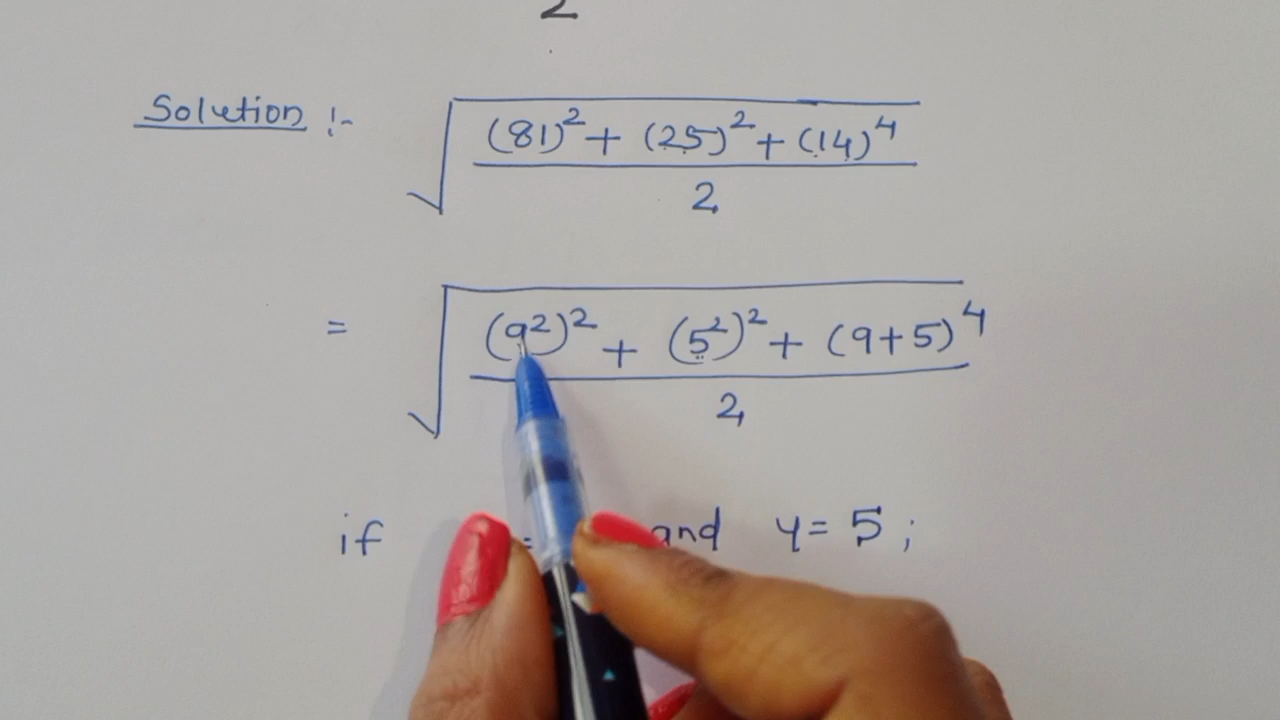 2
Solution :- √(((81)² + (25)² + (14)⁴) / 2)
= √(((9²)² + (5²)² + (9+5)⁴) / 2)
if = and y = 5 ;